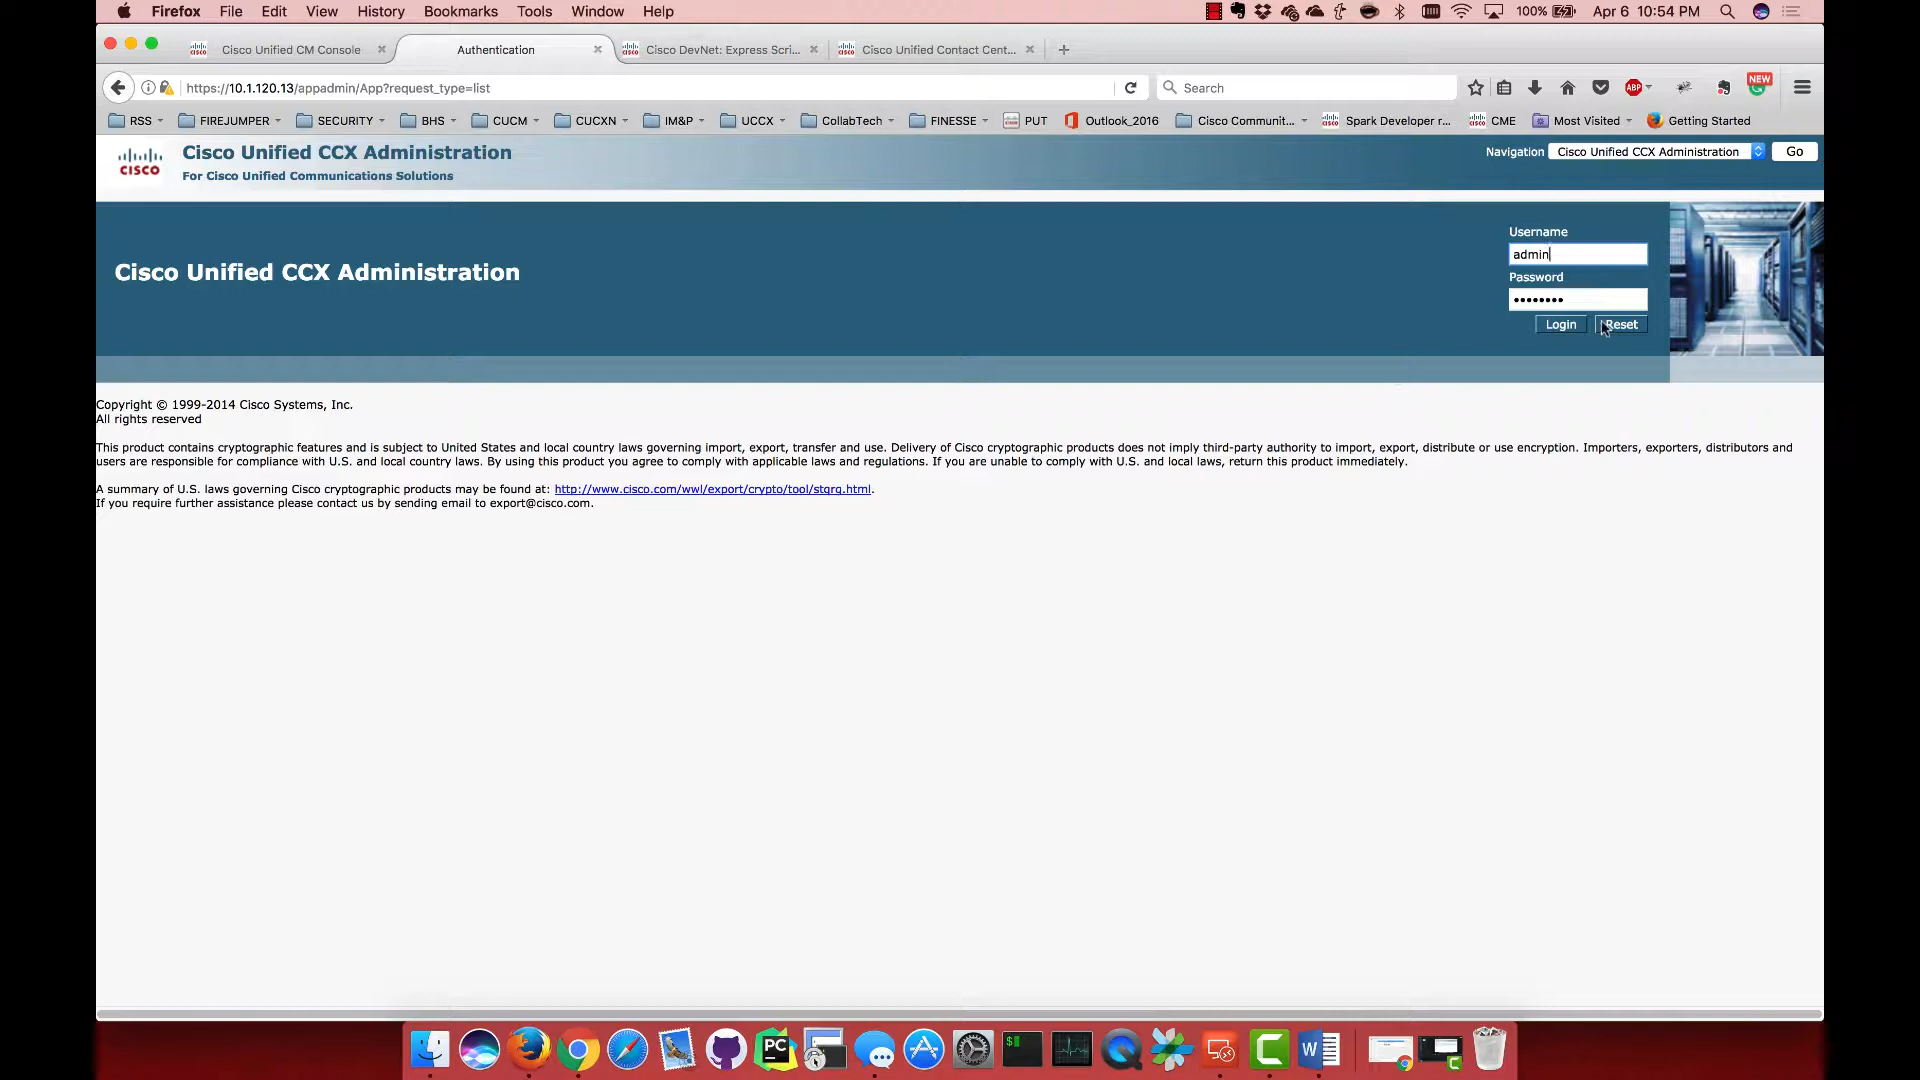 Firefox File Edit View History Bookmarks Tools Window Help 100% Apr 6 10:54 PM
Cisco Unified CM Console Authentication Cisco DevNet: Express Scri... Cisco Unified Contact Cent...
https://10.1.120.13/appadmin/App?request_type=list Search ABP NEW
RSS FIREJUMPER SECURITY BHS CUCM CUCXN IM&P UCCX CollabTech FINESSE PUT Outlook_2016 Cisco Communit... Spark Developer r... CME Most Visited Getting Started
CISCO
Cisco Unified CCX Administration
For Cisco Unified Communications Solutions
Navigation Cisco Unified CCX Administration Go
Cisco Unified CCX Administration
Username
admin
Password
Login Reset
Copyright © 1999-2014 Cisco Systems, Inc.
All rights reserved
This product contains cryptographic features and is subject to United States and local country laws governing import, export, transfer and use. Delivery of Cisco cryptographic products does not imply third-party authority to import, export, distribute or use encryption. Importers, exporters, distributors and
users are responsible for compliance with U.S. and local country laws. By using this product you agree to comply with applicable laws and regulations. If you are unable to comply with U.S. and local laws, return this product immediately.
A summary of U.S. laws governing Cisco cryptographic products may be found at: http://www.cisco.com/wwl/export/crypto/tool/stqrg.html.
If you require further assistance please contact us by sending email to export@cisco.com.
PC
$
C
W